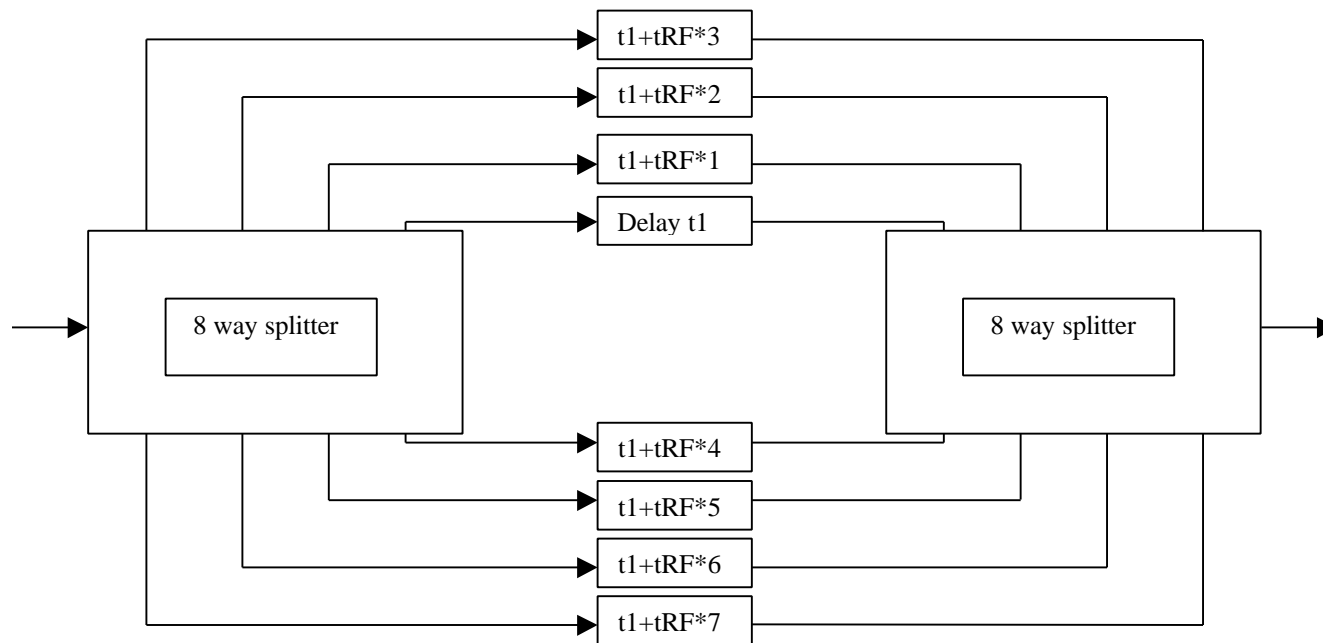 t1+tRF*3
t1+tRF*2
t1+tRF*1
Delay t1
8 way splitter
8 way splitter
t1+tRF*4
t1+tRF*5
t1+tRF*6
t1+tRF*7